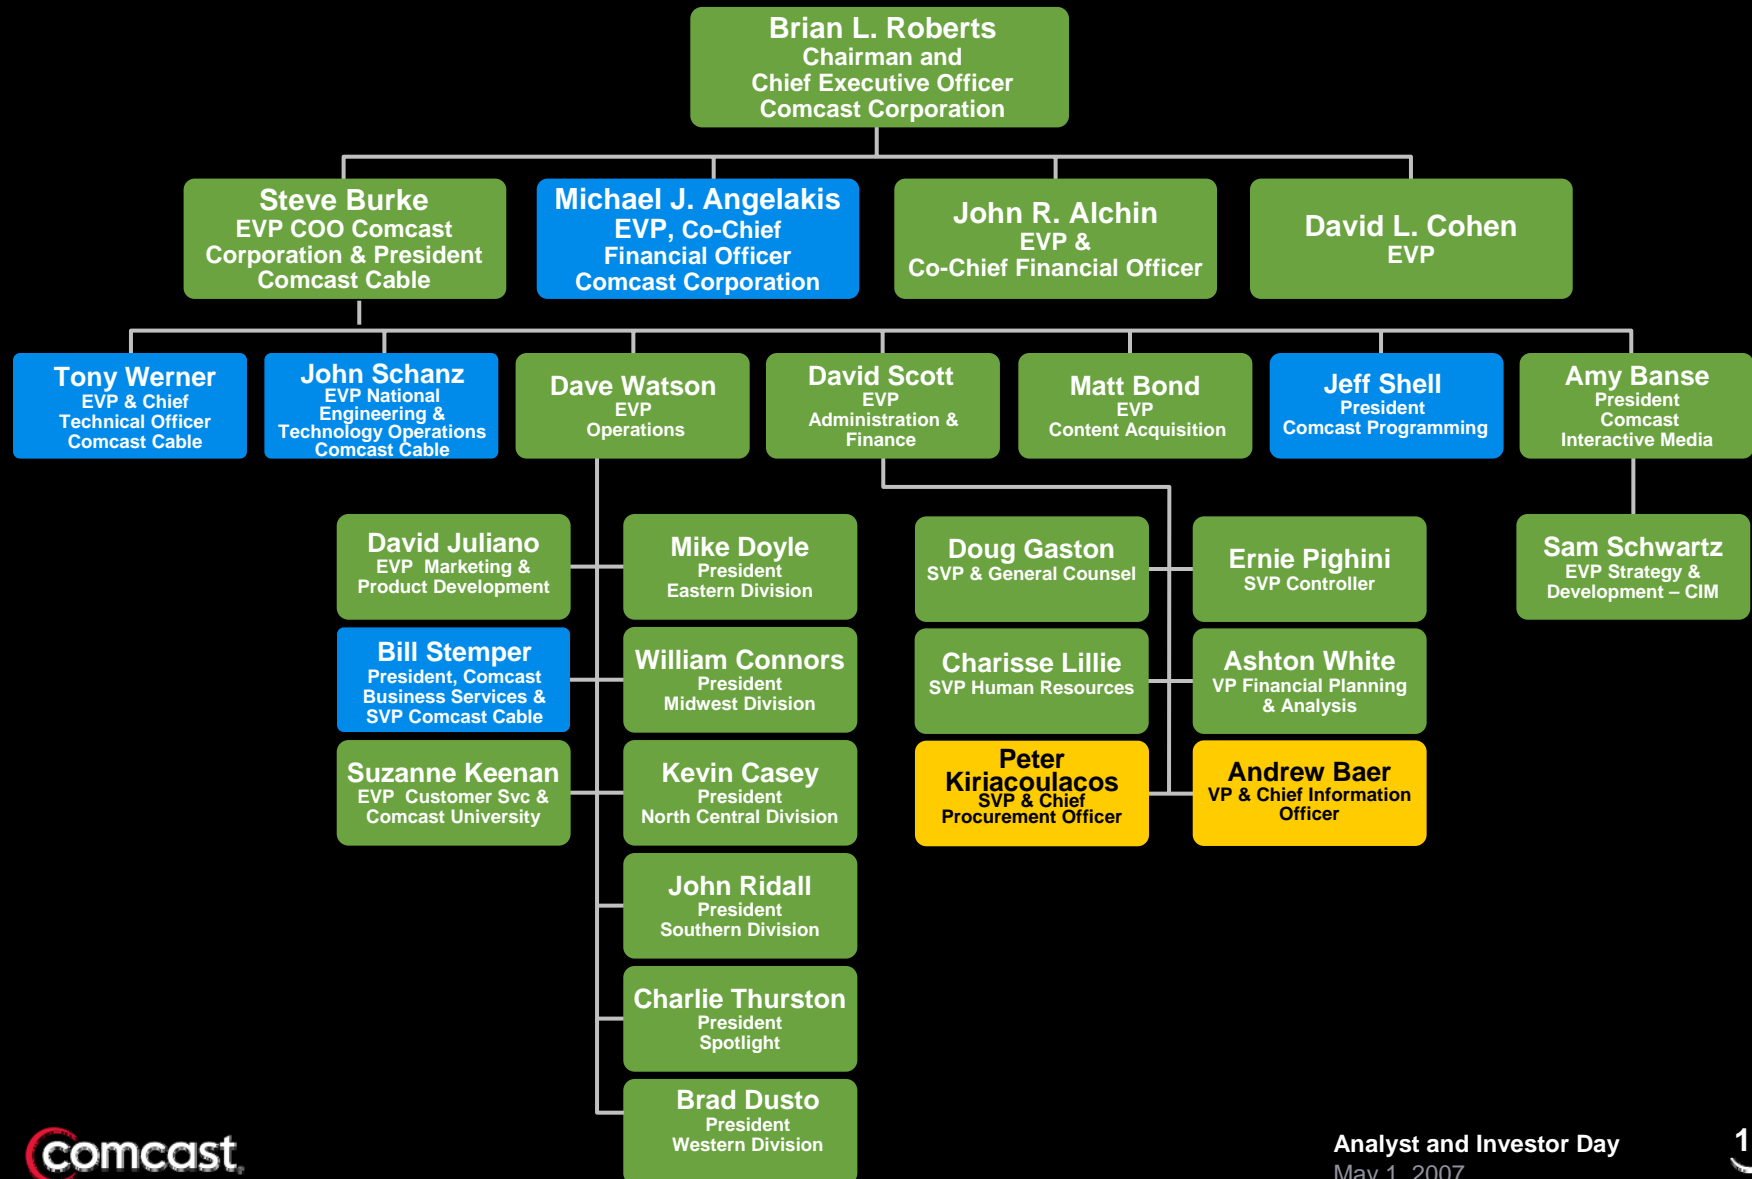 Brian L. Roberts
Chairman and
Chief Executive Officer
Comcast Corporation
Steve Burke
EVP COO Comcast
Corporation & President
Comcast Cable
Michael J. Angelakis
EVP, Co-Chief
Financial Officer
Comcast Corporation
John R. Alchin
EVP &
Co-Chief Financial Officer
David L. Cohen
EVP
Tony Werner
EVP & Chief
Technical Officer
Comcast Cable
John Schanz
EVP National
Engineering &
Technology Operations
Comcast Cable
Dave Watson
EVP
Operations
David Scott
EVP
Administration &
Finance
Matt Bond
EVP
Content Acquisition
Jeff Shell
President
Comcast Programming
Amy Banse
President
Comcast
Interactive Media
David Juliano
EVP Marketing &
Product Development
Mike Doyle
President
Eastern Division
Doug Gaston
SVP & General Counsel
Ernie Pighini
SVP Controller
Sam Schwartz
EVP Strategy &
Development – CIM
Bill Stemper
President, Comcast
Business Services &
SVP Comcast Cable
William Connors
President
Midwest Division
Charisse Lillie
SVP Human Resources
Ashton White
VP Financial Planning
& Analysis
Suzanne Keenan
EVP Customer Svc &
Comcast University
Kevin Casey
President
North Central Division
Peter
Kiriacoulacos
SVP & Chief
Procurement Officer
Andrew Baer
VP & Chief Information
Officer
John Ridall
President
Southern Division
Charlie Thurston
President
Spotlight
Brad Dusto
President
Western Division
comcast.
Analyst and Investor Day
May 1, 2007
1